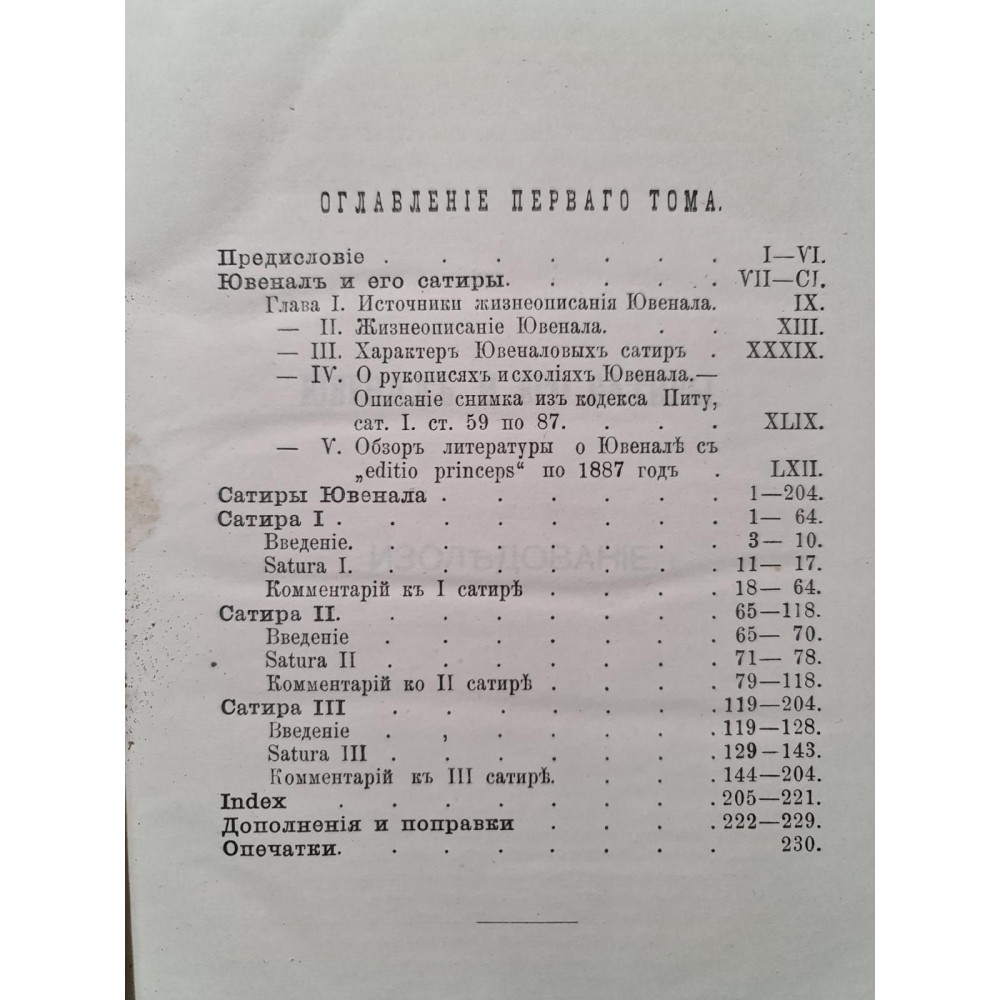 ОГЛАВЛЕНІЕ ПЕРВАГО ТОМА.
Предисловіе . . . . . . . I—VI.
Ювеналъ и его сатиры. . . . . VII—CI.
Глава I. Источники жизнеописанія Ювенала. IX.
— II. Жизнеописаніе Ювенала. . . XIII.
— III. Характеръ Ювеналовыхъ сатиръ . XXXIX.
— IV. О рукописяхъ и схоліяхъ Ювенала.—
Описаніе снимка изъ кодекса Питу,
сат. I. ст. 59 по 87. . . . XLIX.
— V. Обзоръ литературы о Ювеналѣ съ
„editio princeps“ по 1887 годъ . LXII.
Сатиры Ювенала . . . . . . 1—204.
Сатира I . . . . . . . . 1— 64.
Введеніе. . . . . . . 3— 10.
Satura I. . . . . . . 11— 17.
Комментарій къ I сатирѣ . . . . 18— 64.
Сатира II. . . . . . . . 65—118.
Введеніе . . . . . . . 65— 70.
Satura II . . . . . . . 71— 78.
Комментарій ко II сатирѣ . . . . 79—118.
Сатира III . . . . . . . 119—204.
Введеніе . , . . . . . 119—128.
Satura III . . . . . . . 129—143.
Комментарій къ III сатирѣ. . . . 144—204.
Index . . . . . . . . 205—221.
Дополненія и поправки . . . . 222—229.
Опечатки. . . . . . . . 230.